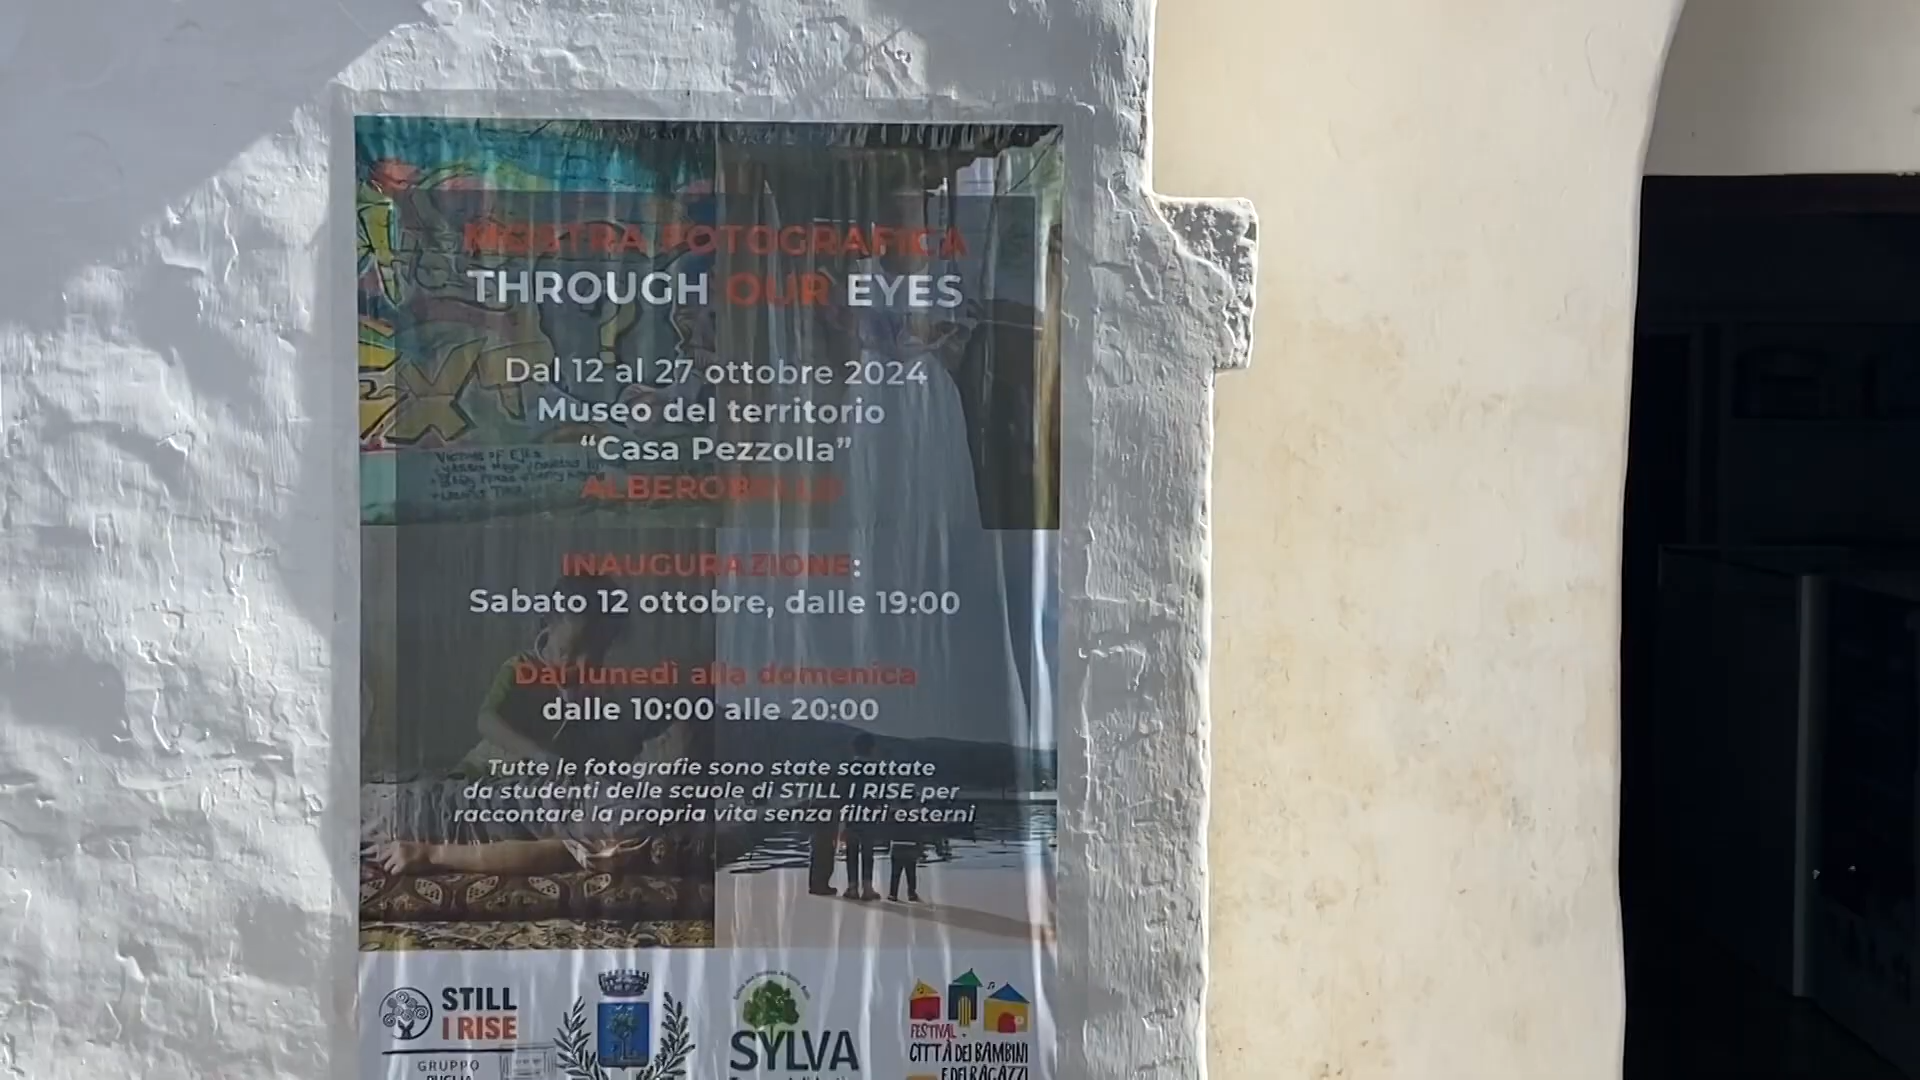 MOSTRA FOTOGRAFICA
THROUGH OUR EYES
Dal 12 al 27 ottobre 2024
Museo del territorio
“Casa Pezzolla”
ALBEROBELLO
INAUGURAZIONE:
Sabato 12 ottobre, dalle 19:00
Dal lunedì alla domenica
dalle 10:00 alle 20:00
Tutte le fotografie sono state scattate
da studenti delle scuole di STILL I RISE per
raccontare la propria vita senza filtri esterni
STILL
I RISE
GRUPPO
PUGLIA
SYLVA
FESTIVAL
CITTÀ DEI BAMBINI
E DEI RAGAZZI